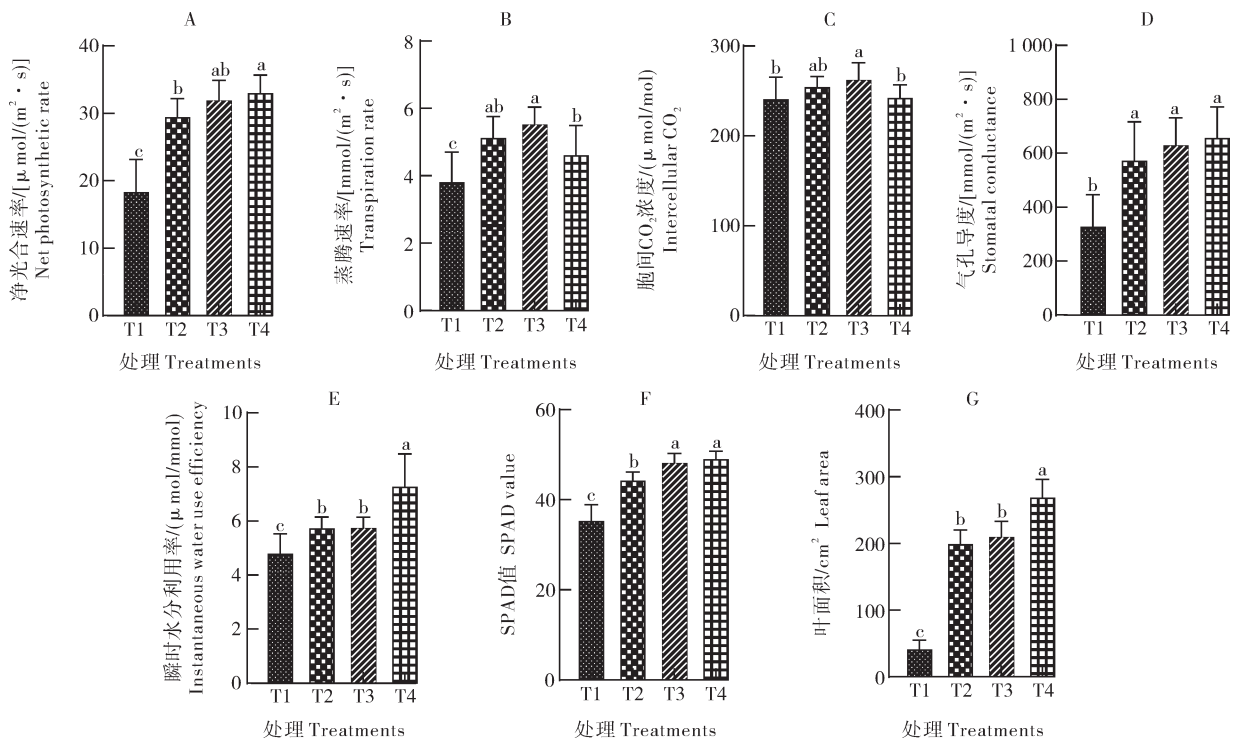 A
净光合速率/[μmol/(m²·s)]
Net photosynthetic rate
40
30
20
10
0
c
b
ab
a
T1 T2 T3 T4
处理 Treatments
B
蒸腾速率/[mmol/(m²·s)]
Transpiration rate
8
6
4
2
0
c
ab
a
b
T1 T2 T3 T4
处理 Treatments
C
胞间CO₂浓度/(μmol/mol)
Intercellular CO₂
300
200
100
0
b
ab
a
b
T1 T2 T3 T4
处理 Treatments
D
气孔导度/[mmol/(m²·s)]
Stomatal conductance
1 000
800
600
400
200
0
b
a
a
a
T1 T2 T3 T4
处理 Treatments
E
瞬时水分利用率/(μmol/mmol)
Instantaneous water use efficiency
10
8
6
4
2
0
c
b
b
a
T1 T2 T3 T4
处理 Treatments
F
SPAD值 SPAD value
60
40
20
0
c
b
a
a
T1 T2 T3 T4
处理 Treatments
G
叶面积/cm² Leaf area
400
300
200
100
0
c
b
b
a
T1 T2 T3 T4
处理 Treatments